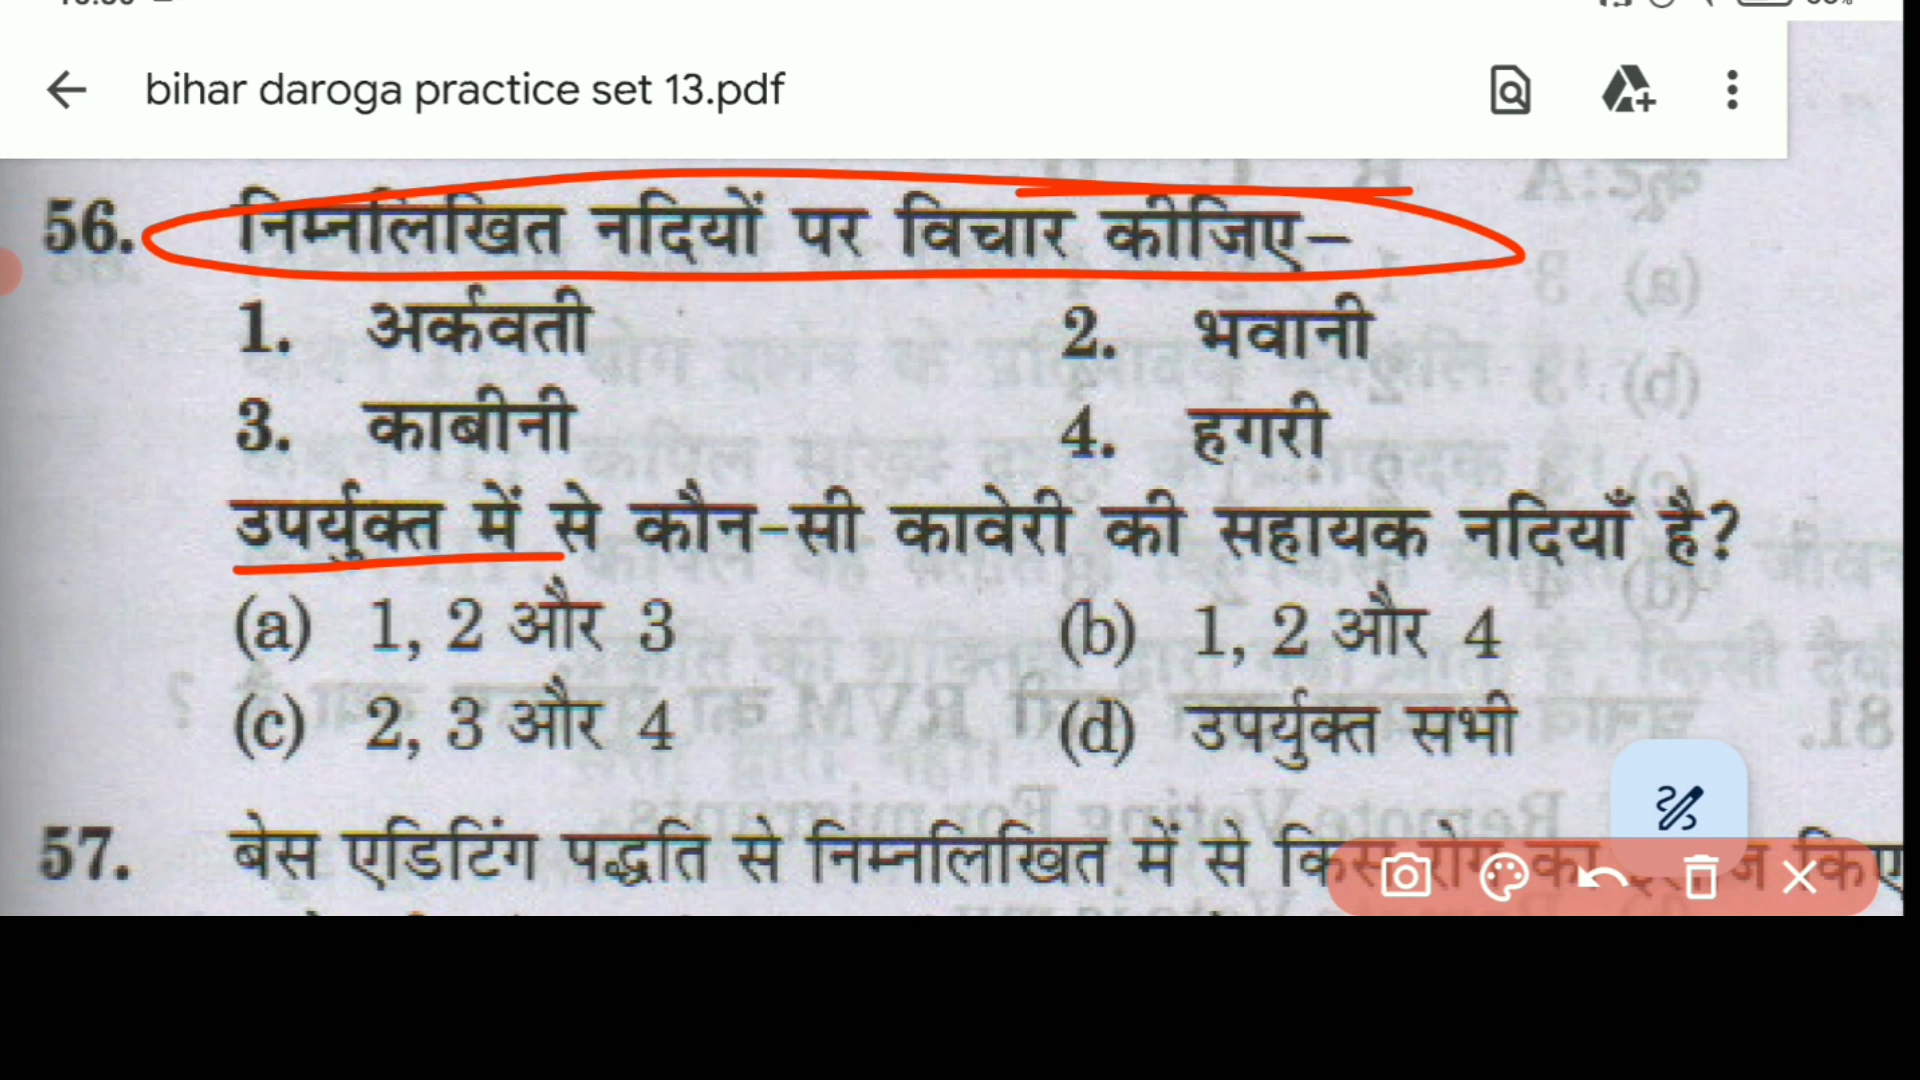 bihar daroga practice set 13.pdf
56. निम्नलिखित नदियों पर विचार कीजिए–
1. अर्कवती 2. भवानी
3. काबीनी 4. हगरी
उपर्युक्त में से कौन-सी कावेरी की सहायक नदियाँ है?
(a) 1, 2 और 3 (b) 1, 2 और 4
(c) 2, 3 और 4 (d) उपर्युक्त सभी
57. बेस एडिटिंग पद्धति से निम्नलिखित में से किस रोग का